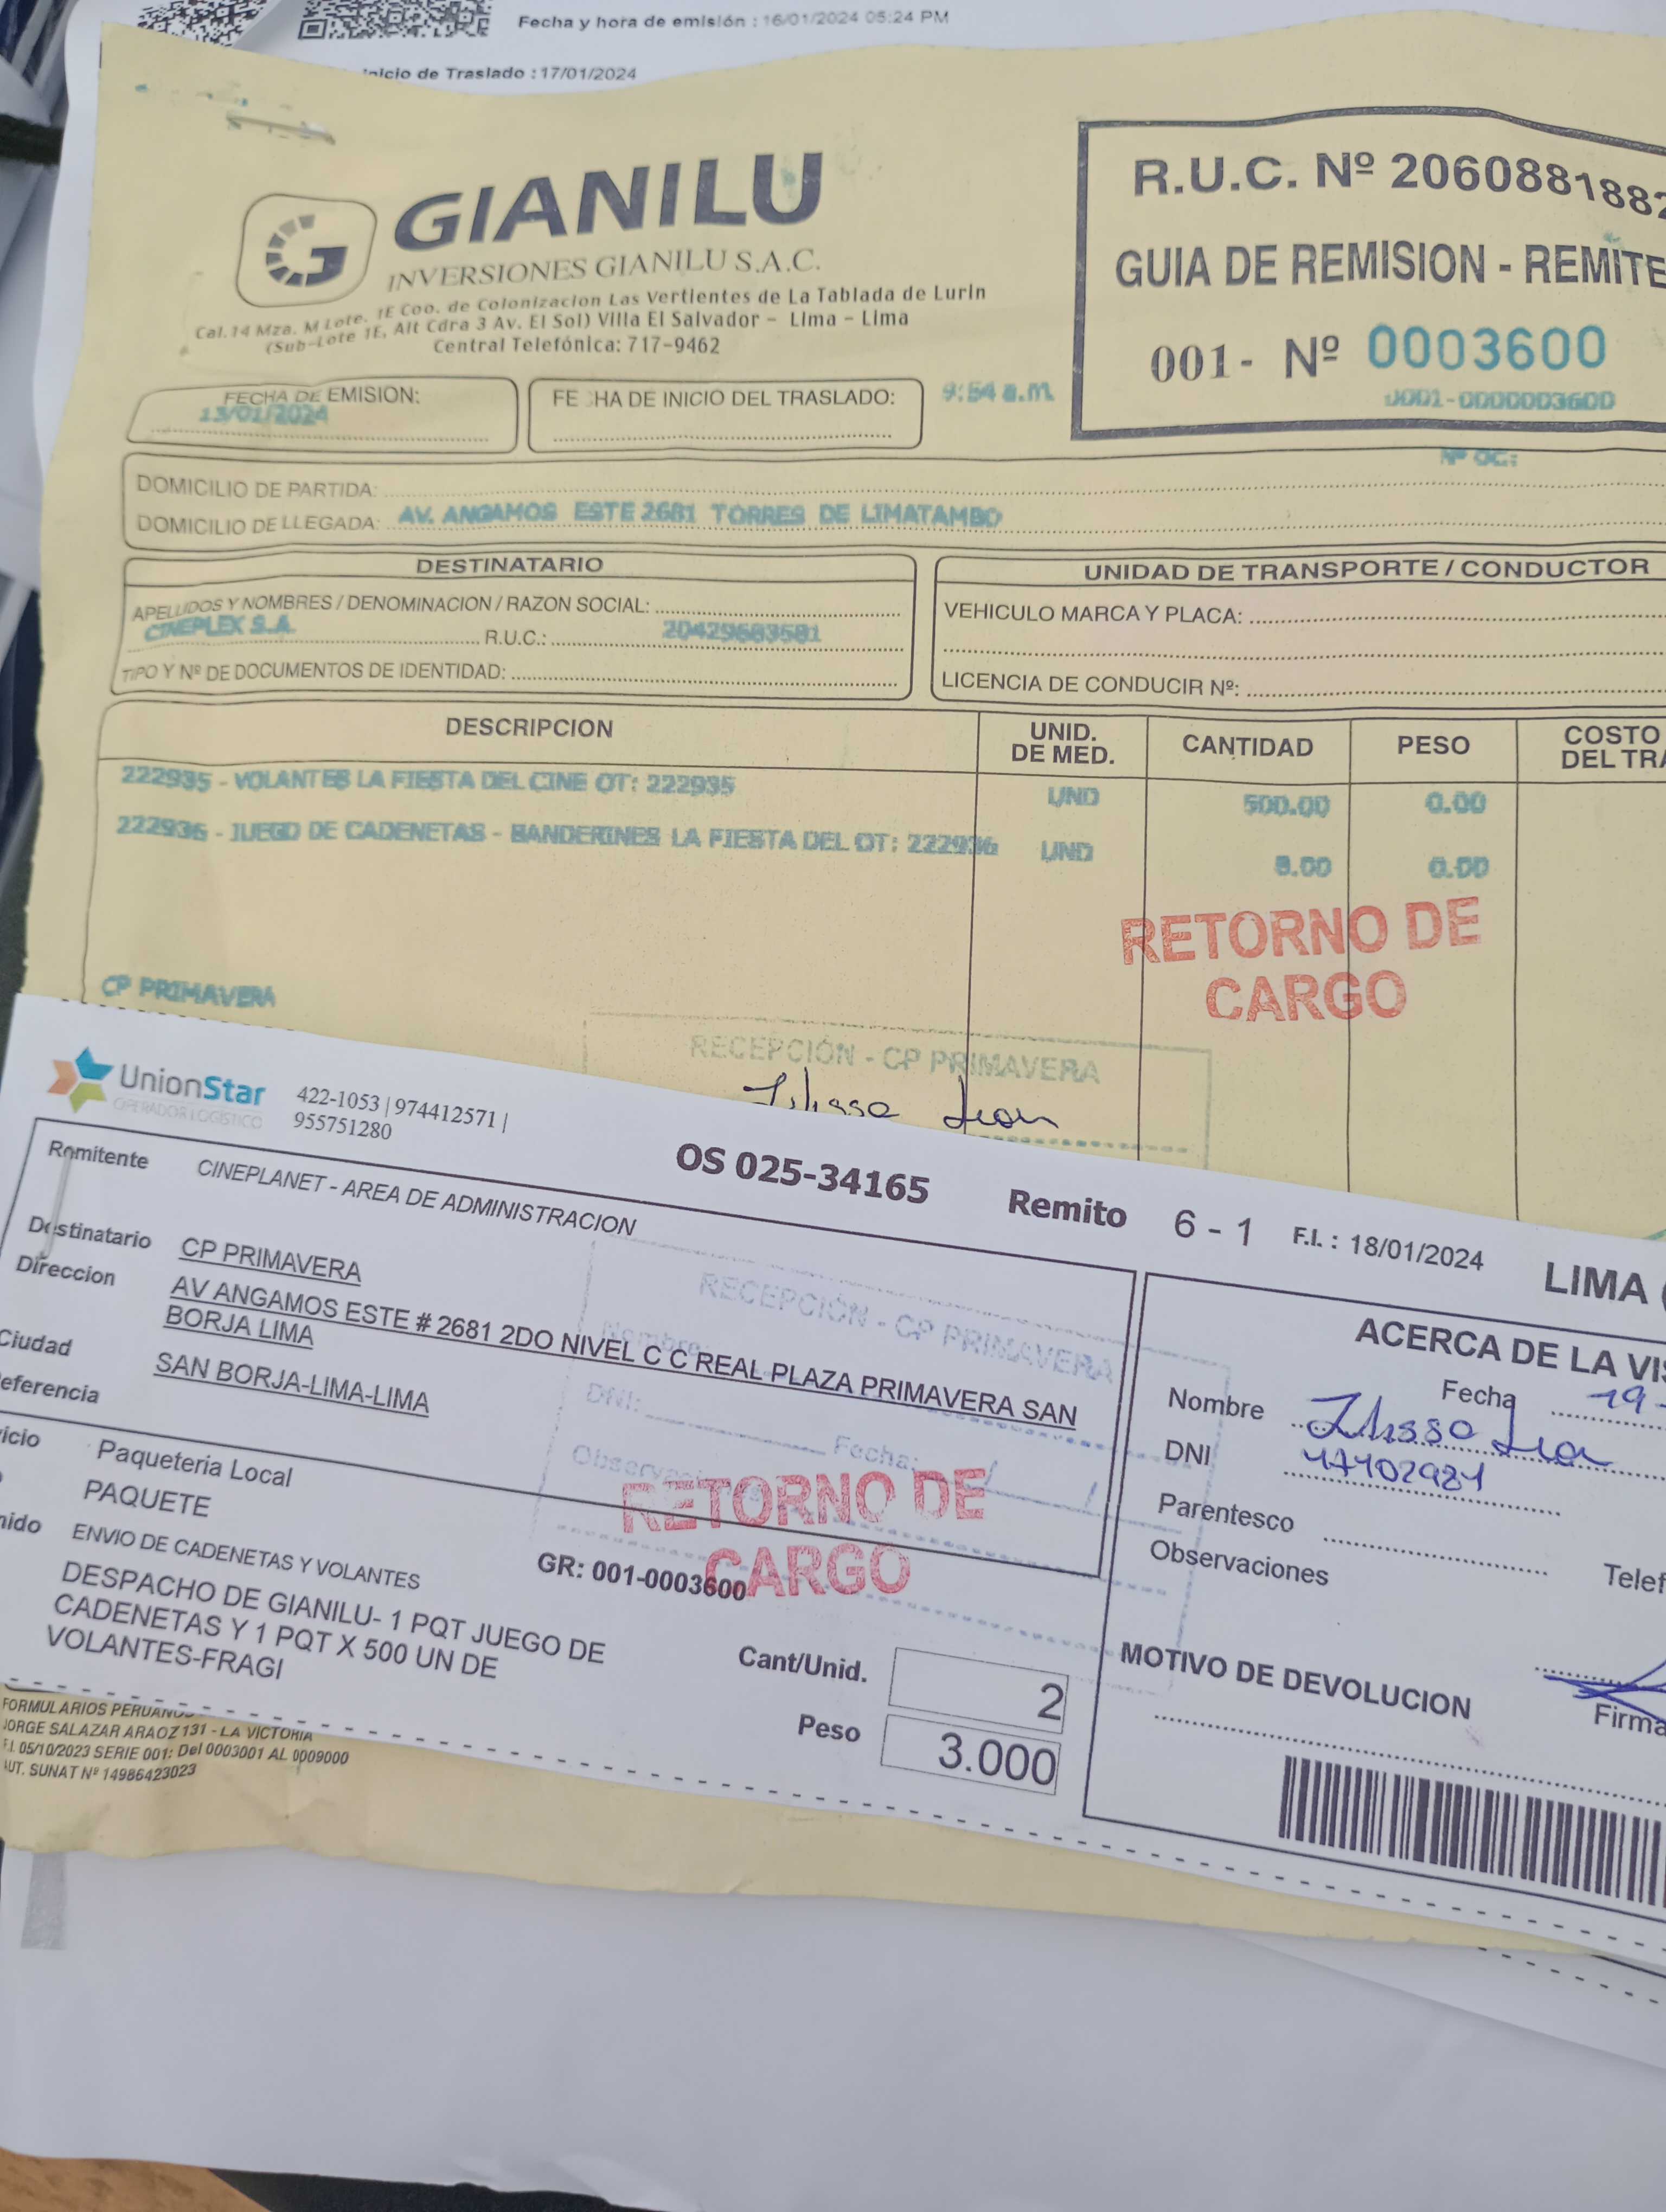 Fecha y hora de emisión : 16/01/2024 05:24 PM
Inicio de Traslado : 17/01/2024
GIANILU
INVERSIONES GIANILU S.A.C.
Cal. 14 Mza. M Lote. 1E Coo. de Colonizacion Las Vertientes de La Tablada de Lurin
(Sub-Lote 1E, Alt Cdra 3 Av. El Sol) Villa El Salvador - Lima - Lima
Central Telefónica: 717-9462
R.U.C. Nº 2060881882
GUIA DE REMISION - REMITE
001- Nº 0003600
0001-0000003600
FECHA DE EMISION:
13/01/2024
FE HA DE INICIO DEL TRASLADO:
9:54 a.m.
Nº OC:
DOMICILIO DE PARTIDA:
DOMICILIO DE LLEGADA: AV. ANGAMOS ESTE 2681 TORRES DE LIMATAMBO
DESTINATARIO
APELLIDOS Y NOMBRES / DENOMINACION / RAZON SOCIAL:
CINEPLEX S.A. R.U.C.: 20429683581
TIPO Y Nº DE DOCUMENTOS DE IDENTIDAD:
UNIDAD DE TRANSPORTE / CONDUCTOR
VEHICULO MARCA Y PLACA:
LICENCIA DE CONDUCIR Nº:
DESCRIPCION UNID. DE MED. CANTIDAD PESO COSTO DEL TRA
222935 - VOLANTES LA FIESTA DEL CINE OT: 222935 UND 500.00 0.00
222936 - JUEGO DE CADENETAS - BANDERINES LA FIESTA DEL OT: 222936 UND 8.00 0.00
RETORNO DE
CARGO
CP PRIMAVERA
RECEPCIÓN - CP PRIMAVERA
UnionStar
OPERADOR LOGÍSTICO
422-1053 | 974412571 |
955751280
OS 025-34165 Remito 6 - 1 F.I. : 18/01/2024 LIMA (
Remitente CINEPLANET - AREA DE ADMINISTRACION
Destinatario CP PRIMAVERA
Direccion AV ANGAMOS ESTE # 2681 2DO NIVEL C C REAL PLAZA PRIMAVERA SAN
BORJA LIMA
Ciudad SAN BORJA-LIMA-LIMA
eferencia
icio Paqueteria Local
PAQUETE
nido ENVIO DE CADENETAS Y VOLANTES
DESPACHO DE GIANILU- 1 PQT JUEGO DE
CADENETAS Y 1 PQT X 500 UN DE
VOLANTES-FRAGI
GR: 001-0003600
RECEPCIÓN - CP PRIMAVERA
Nombre:
DNI:
Fecha: / /
RETORNO DE
CARGO
Cant/Unid. 2
Peso 3.000
ACERCA DE LA VIS
Fecha 19-
Nombre
DNI
Parentesco
Observaciones
Telef
MOTIVO DE DEVOLUCION
Firma
FORMULARIOS PERUANOS
JORGE SALAZAR ARAOZ 131 - LA VICTORIA
F.I. 05/10/2023 SERIE 001: Del 0003001 AL 0009000
AUT. SUNAT Nº 14986423023